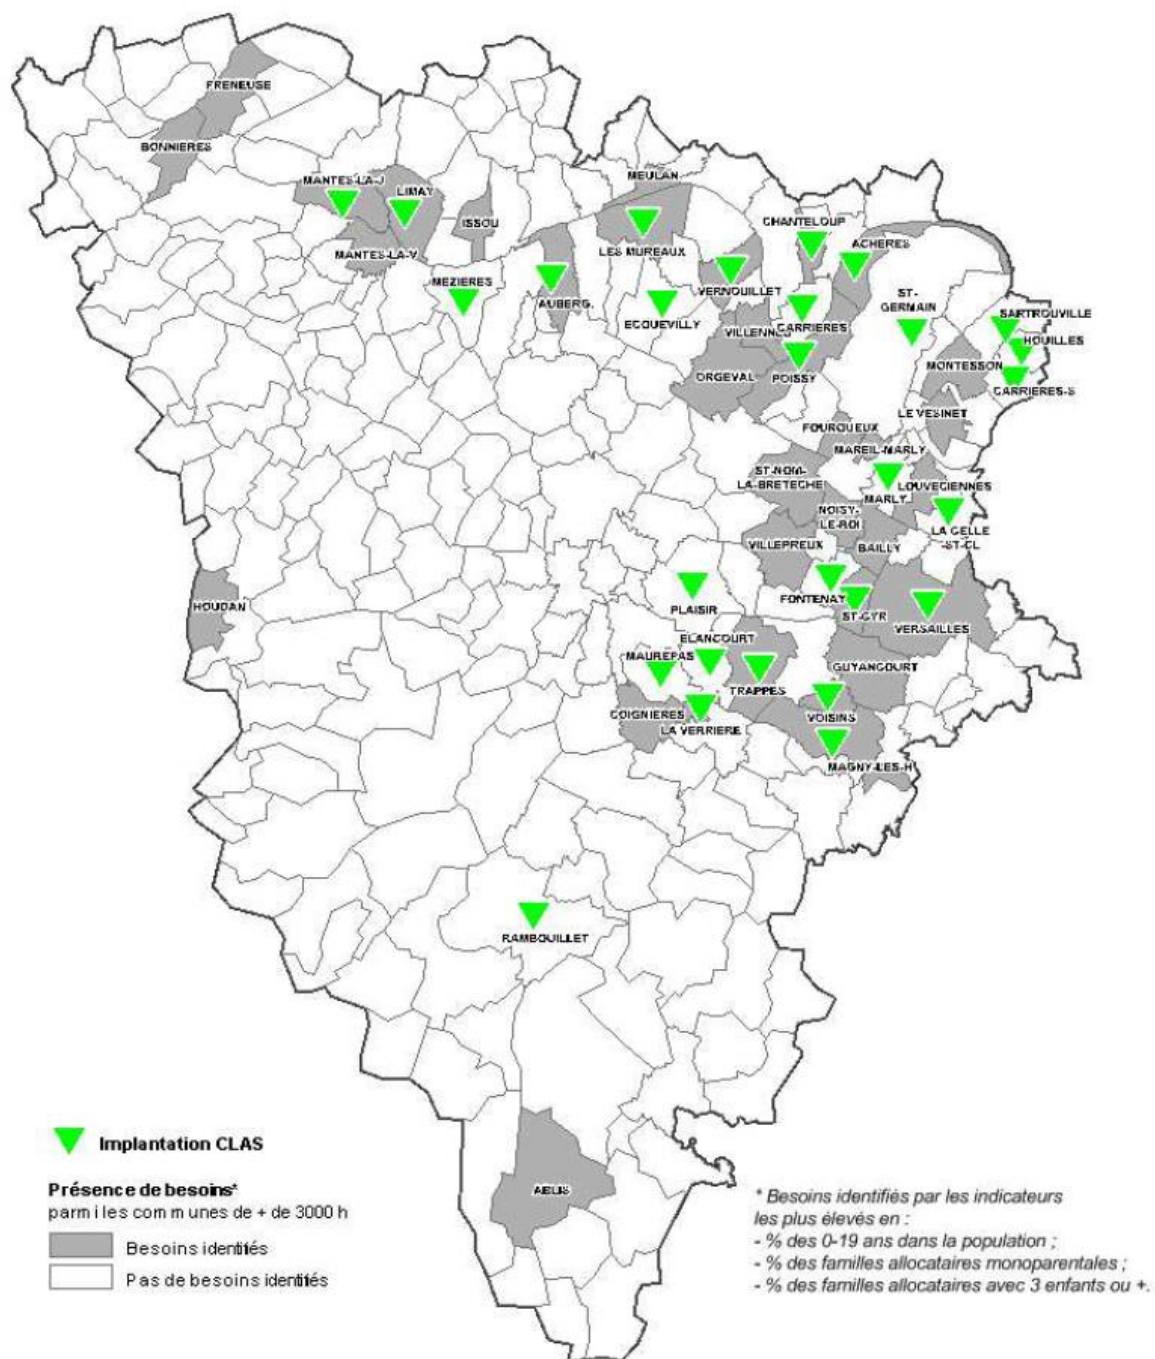 FRENEUSE
BONNIERES
MANTES-LA-J
LIMAY
ISSOU
MANTES-LA-V
MEZIERES
AUBERG.
MEULAN
LES MUREAUX
ECQUEVILLY
VERNOUILLET
CHANTELOUP
ACHERES
VILLENNES
CARRIERES
ORGEVAL
POISSY
ST-
GERMAIN
SARTROUVILLE
HOUILLES
MONTESSON
CARRIERES-S
LE VESINET
FOURQUEUX
MAREIL-MARLY
ST-NOM-
LA-BRETECHE
MARLY
LOUVECIENNES
NOISY-
LE-ROI
LA CELLE
-ST-CL
VILLEPREUX
BAILLY
FONTENAY
ST-CYR
VERSAILLES
HOUDAN
PLAISIR
ELANCOURT
MAUREPAS
TRAPPES
GUYANCOURT
COIGNIERES
LA VERRIERE
VOISINS
MAGNY-LES-H
RAMBOUILLET
ABLIS
Implantation CLAS
Présence de besoins*
parmi les communes de + de 3000 h
Besoins identités
Pas de besoins identités
* Besoins identifiés par les indicateurs
les plus élevés en :
- % des 0-19 ans dans la population ;
- % des familles allocataires monoparentales ;
- % des familles allocataires avec 3 enfants ou +.